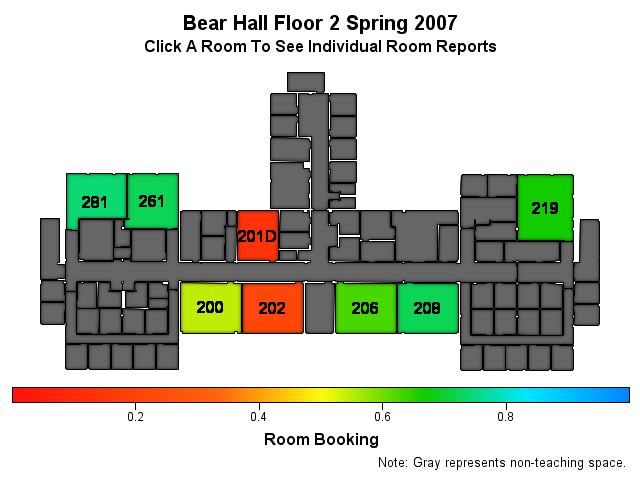 Bear Hall Floor 2 Spring 2007
Click A Room To See Individual Room Reports
281 261 219
201D
200 202 206 208
0.2 0.4 0.6 0.8
Room Booking
Note: Gray represents non-teaching space.